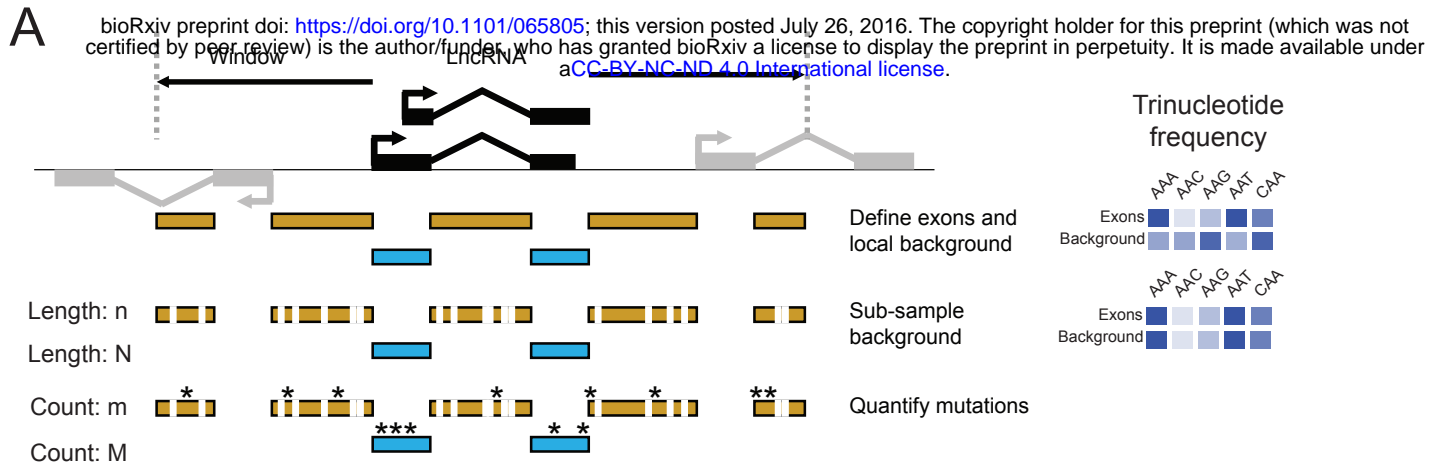 A
bioRxiv preprint doi: https://doi.org/10.1101/065805; this version posted July 26, 2016. The copyright holder for this preprint (which was not
certified by peer review) is the author/funder, who has granted bioRxiv a license to display the preprint in perpetuity. It is made available under
aCC-BY-NC-ND 4.0 International license.
Window
LncRNA
Trinucleotide
frequency
AAA AAC AAG AAT CAA
Exons
Background
Define exons and
local background
AAA AAC AAG AAT CAA
Exons
Background
Length: n
Sub-sample
background
Length: N
Count: m
* * * * * * **
Quantify mutations
*** * *
Count: M